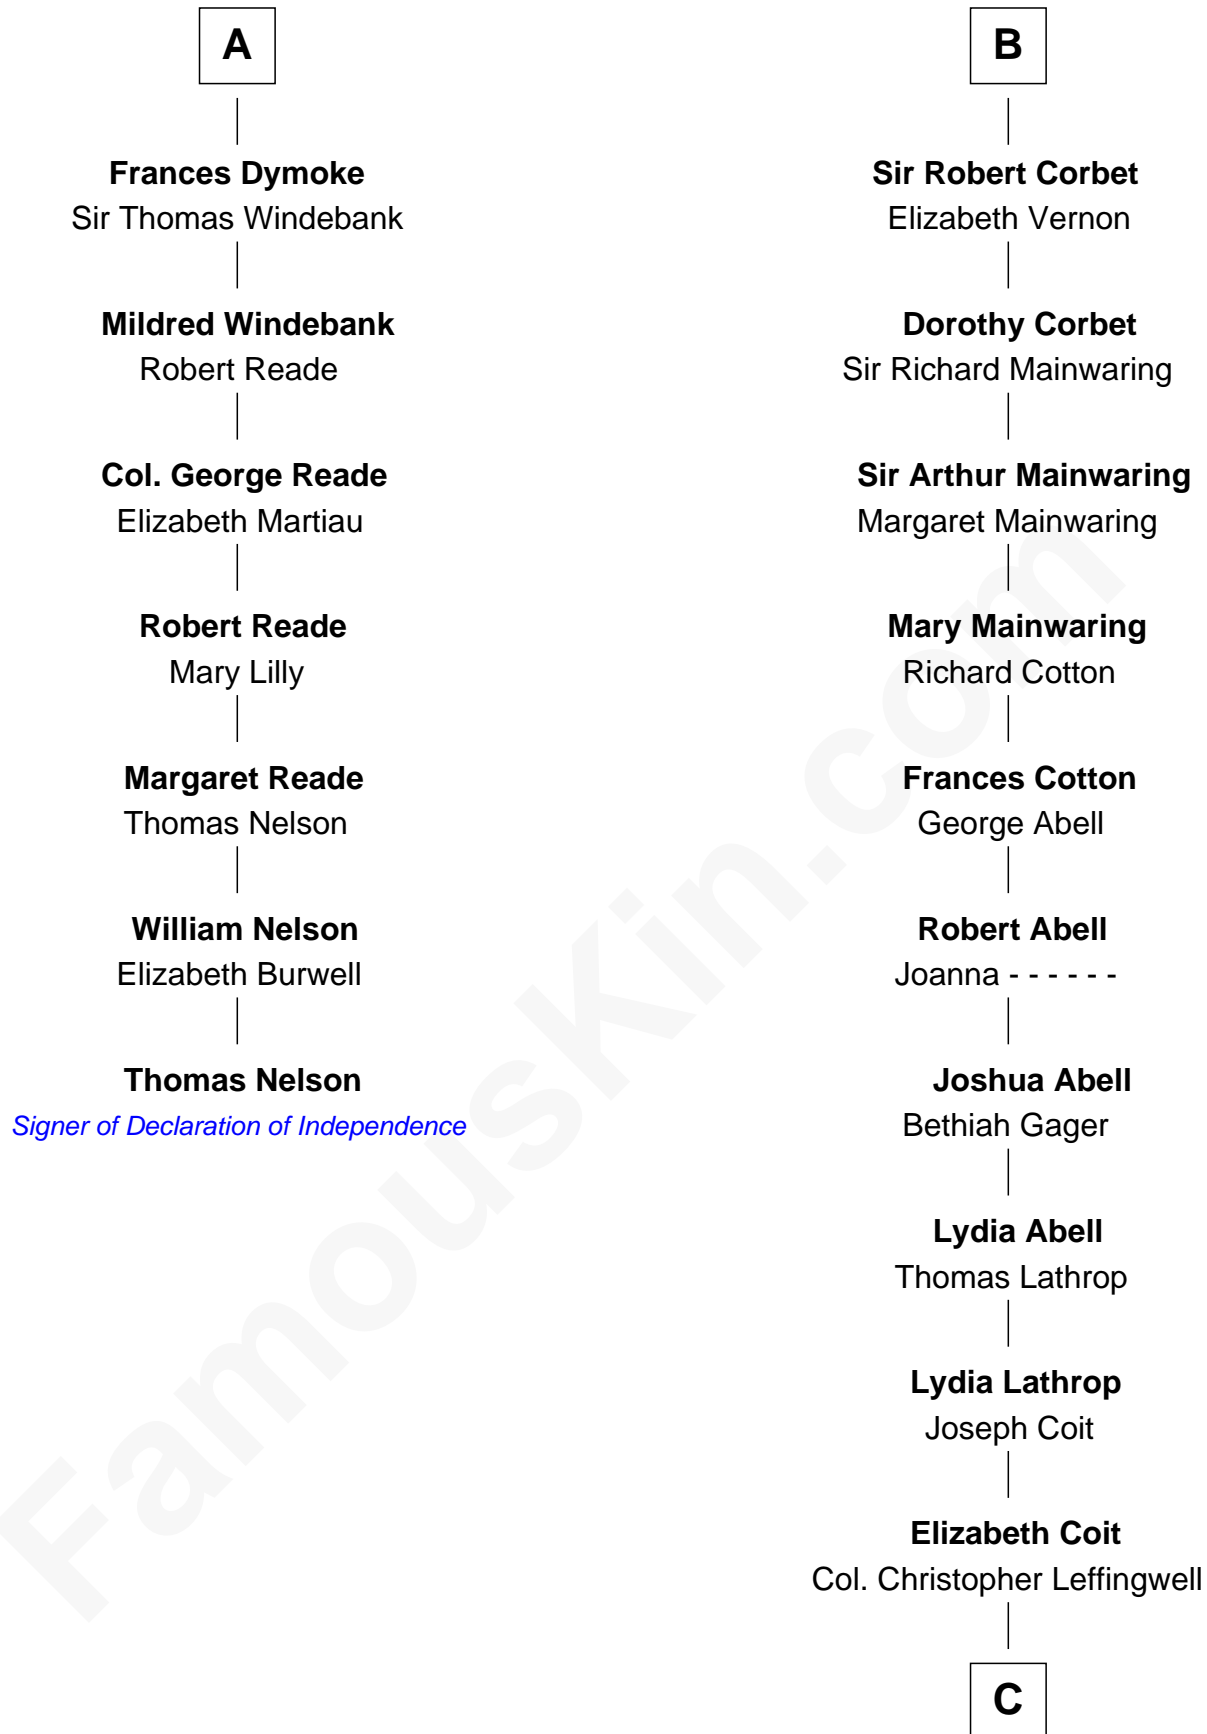 A
Frances Dymoke
Sir Thomas Windebank
Mildred Windebank
Robert Reade
Col. George Reade
Elizabeth Martiau
Robert Reade
Mary Lilly
Margaret Reade
Thomas Nelson
William Nelson
Elizabeth Burwell
Thomas Nelson
Signer of Declaration of Independence
B
Sir Robert Corbet
Elizabeth Vernon
Dorothy Corbet
Sir Richard Mainwaring
Sir Arthur Mainwaring
Margaret Mainwaring
Mary Mainwaring
Richard Cotton
Frances Cotton
George Abell
Robert Abell
Joanna - - - - - -
Joshua Abell
Bethiah Gager
Lydia Abell
Thomas Lathrop
Lydia Lathrop
Joseph Coit
Elizabeth Coit
Col. Christopher Leffingwell
C
FamousKin.com